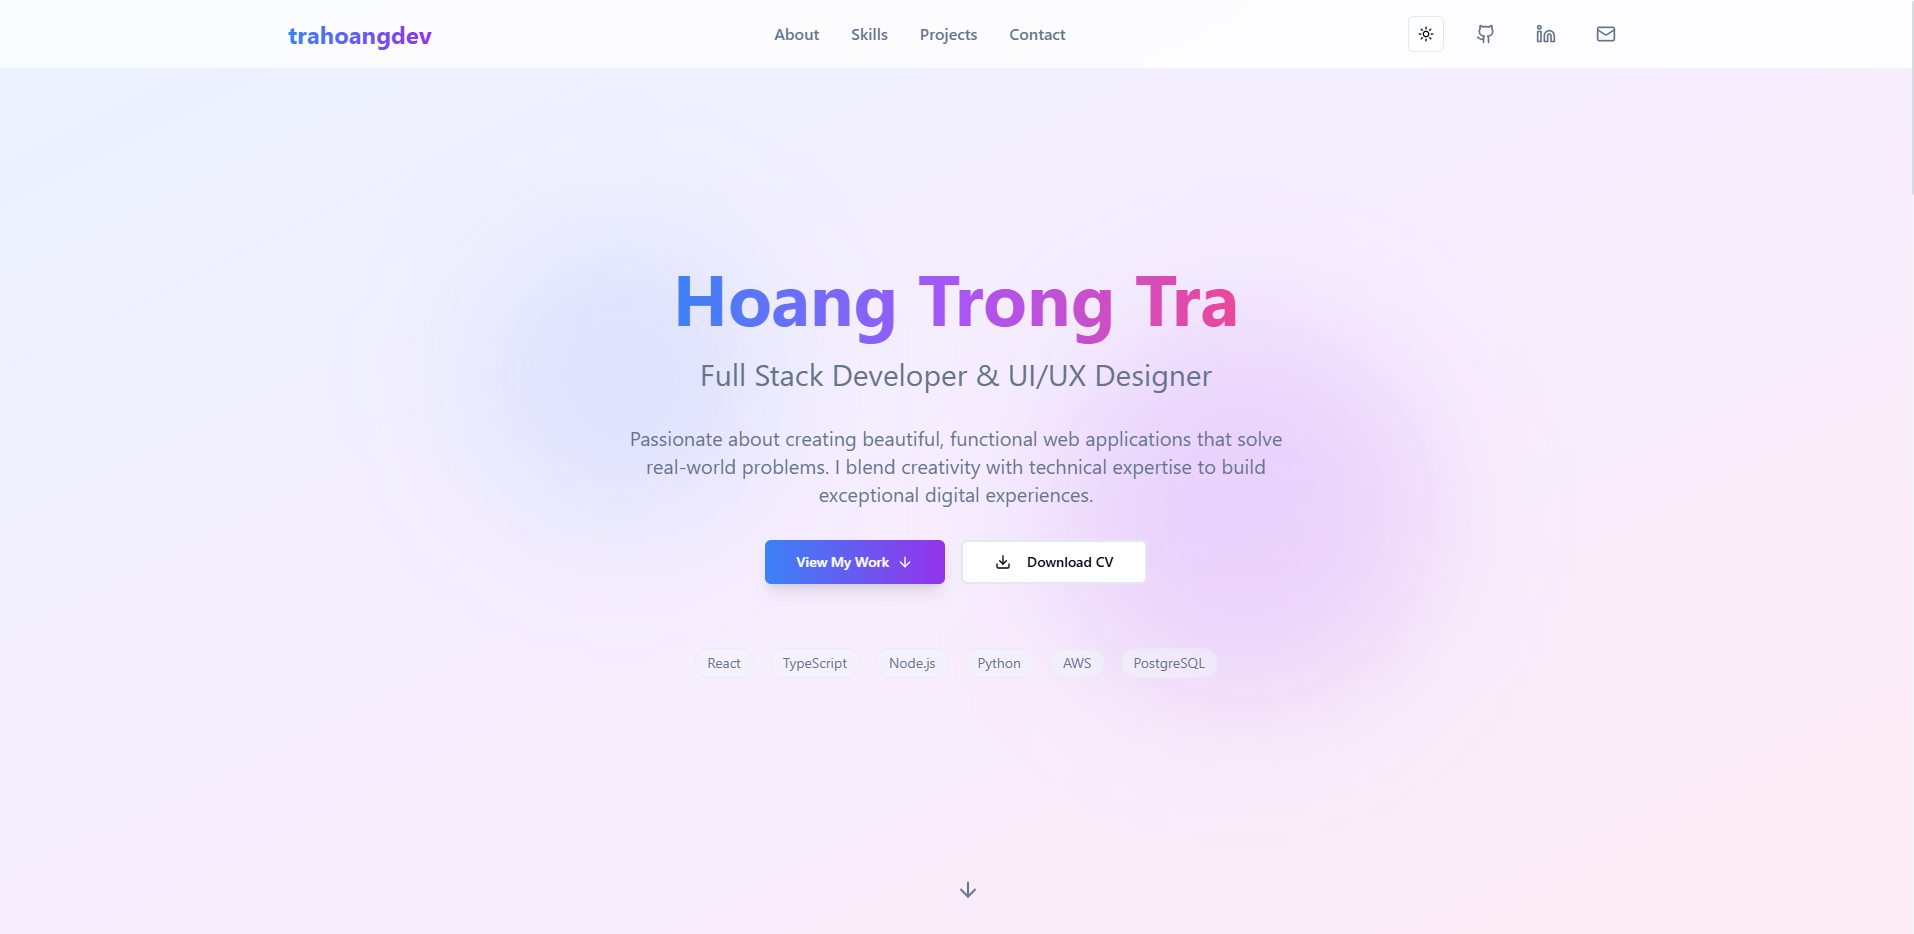 trahoangdev
About
Skills
Projects
Contact
Hoang Trong Tra
Full Stack Developer & UI/UX Designer
Passionate about creating beautiful, functional web applications that solve
real-world problems. I blend creativity with technical expertise to build
exceptional digital experiences.
View My Work
Download CV
React
TypeScript
Node.js
Python
AWS
PostgreSQL